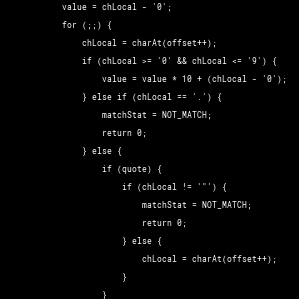 value = chLocal - '0';
for (;;) {
chLocal = charAt(offset++);
if (chLocal >= '0' && chLocal <= '9') {
value = value * 10 + (chLocal - '0');
} else if (chLocal == '.') {
matchStat = NOT_MATCH;
return 0;
} else {
if (quote) {
if (chLocal != '"') {
matchStat = NOT_MATCH;
return 0;
} else {
chLocal = charAt(offset++);
}
}